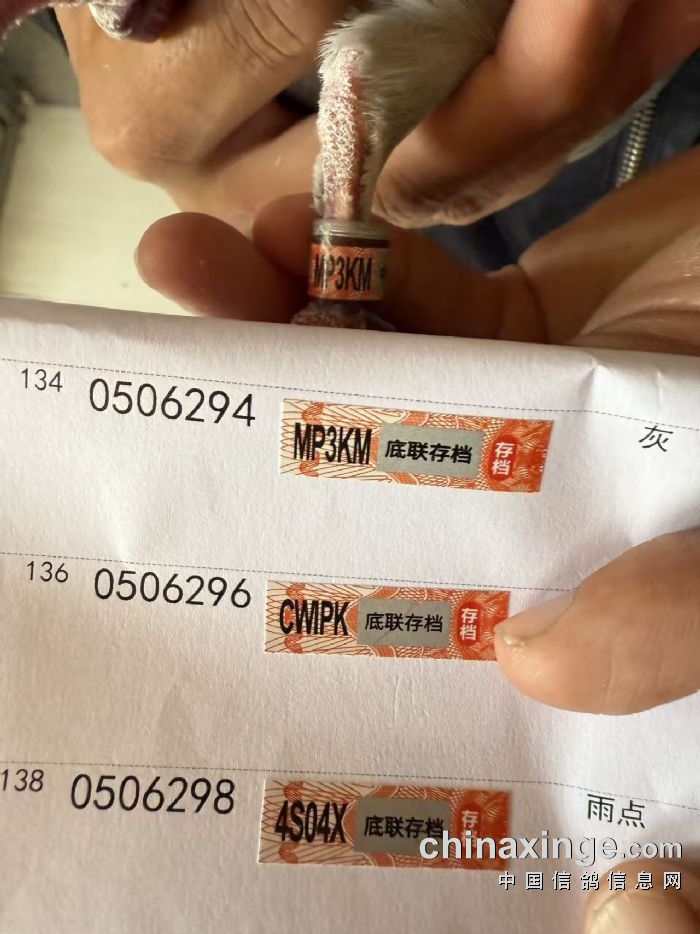 MP3KM
134 0506294 MP3KM 底联存档 存档 灰
136 0506296 CWIPK 底联存档 存档
138 0506298 4S04X 底联存档 存档 雨点
chinaxinge.com
中国信鸽信息网